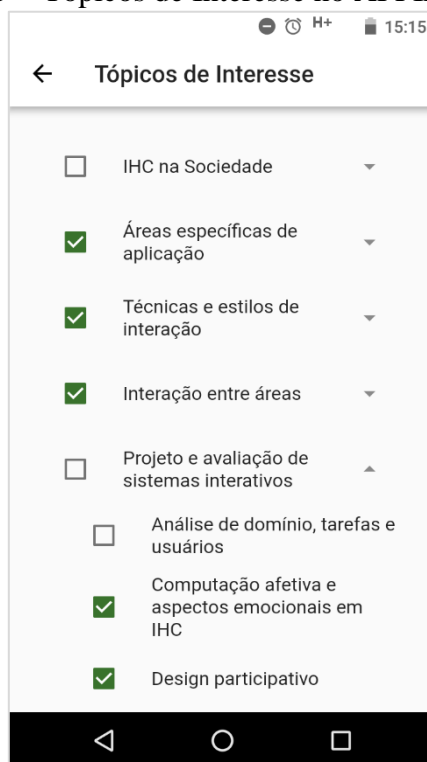 Tópicos de Interesse no
H+ 15:15
Tópicos de Interesse
IHC na Sociedade
Áreas específicas de
aplicação
Técnicas e estilos de
interação
Interação entre áreas
Projeto e avaliação de
sistemas interativos
Análise de domínio, tarefas e
usuários
Computação afetiva e
aspectos emocionais em
IHC
Design participativo